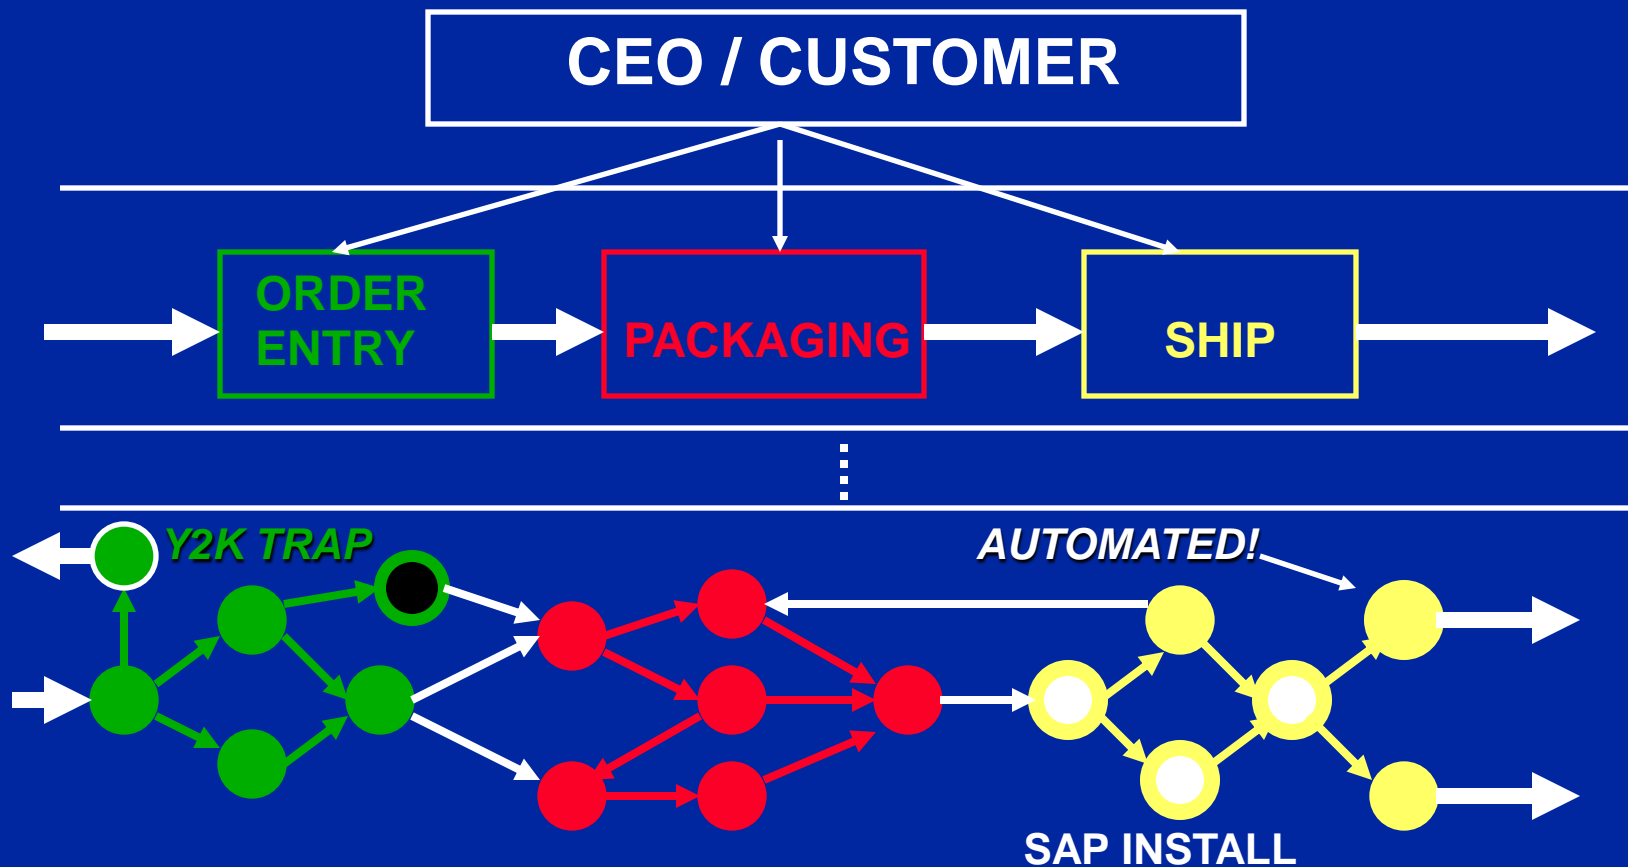 CEO / CUSTOMER
ORDER
ENTRY
PACKAGING
SHIP
Y2K TRAP
AUTOMATED!
SAP INSTALL